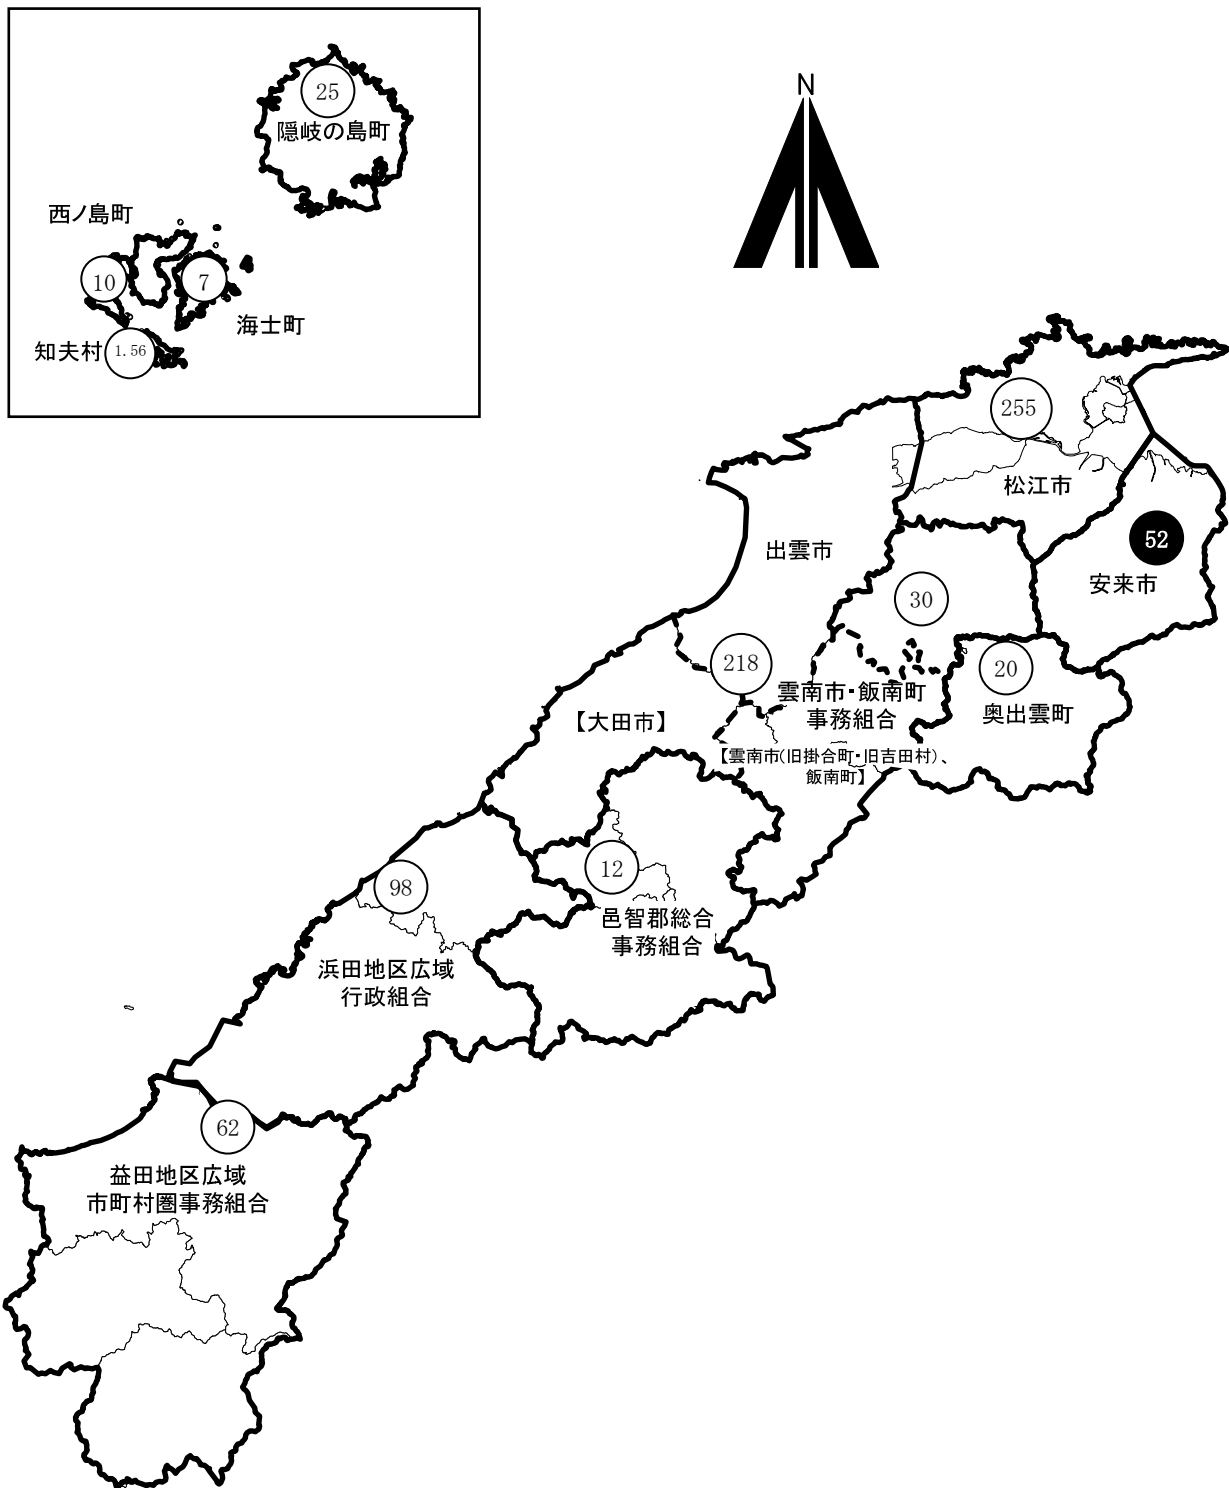 25
隠岐の島町
西ノ島町
10
7
海士町
知夫村
1.56
N
255
松江市
52
安来市
出雲市
30
218
20
奥出雲町
雲南市・飯南町
事務組合
【大田市】
【雲南市(旧掛合町・旧吉田村)、
飯南町】
12
邑智郡総合
事務組合
98
浜田地区広域
行政組合
62
益田地区広域
市町村圏事務組合